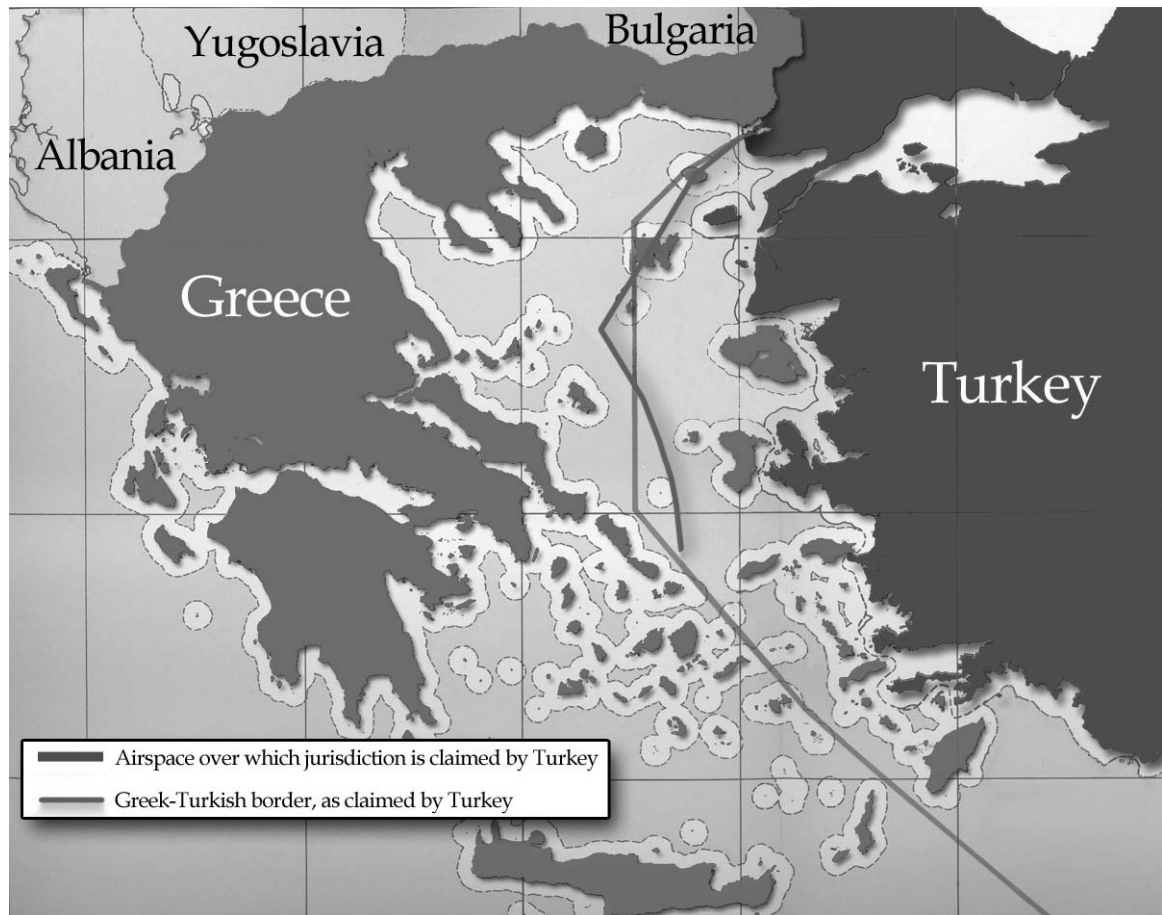 Yugoslavia
Bulgaria
Albania
Greece
Turkey
Airspace over which jurisdiction is claimed by Turkey
Greek-Turkish border, as claimed by Turkey